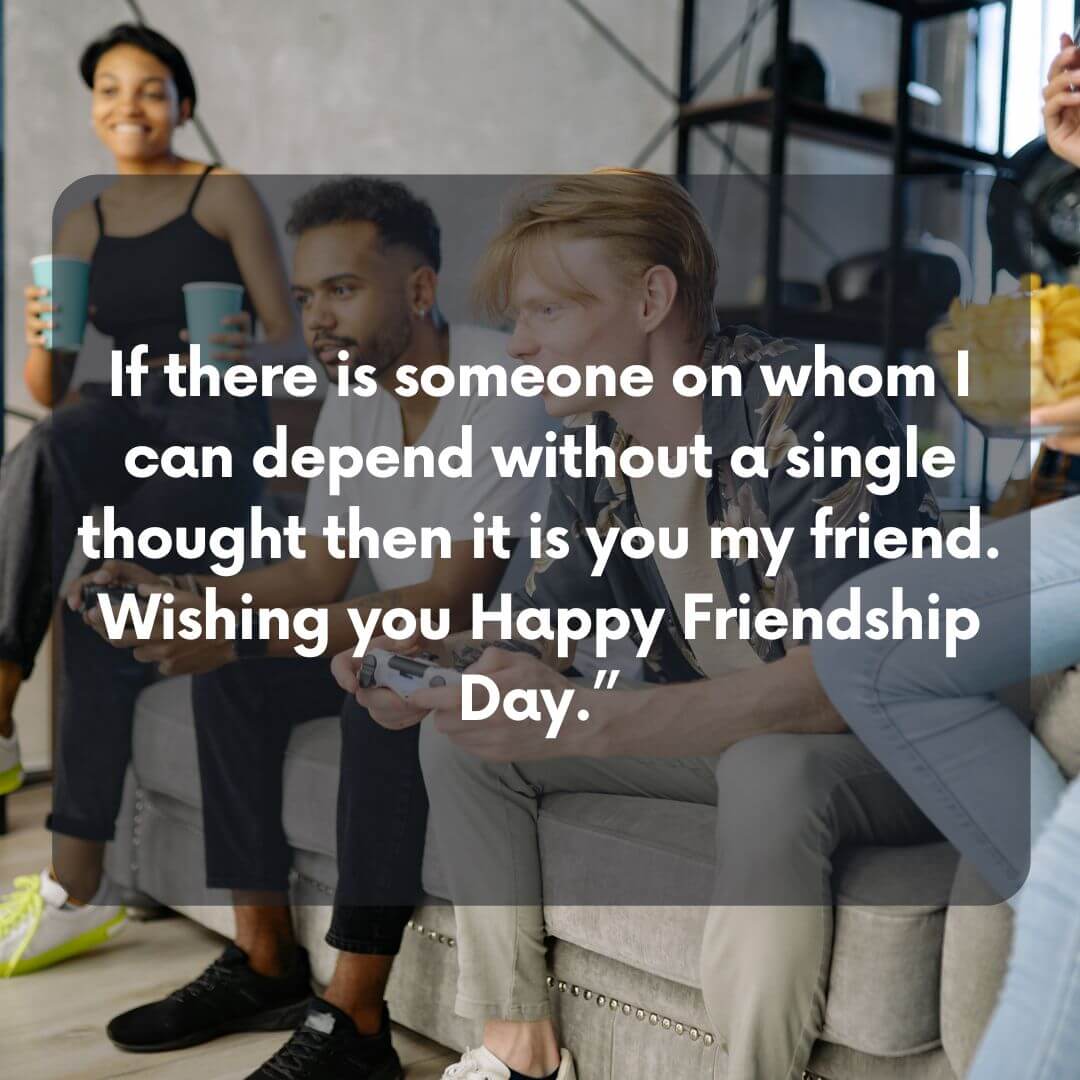 If there is someone on whom I
can depend without a single
thought then it is you my friend.
Wishing you Happy Friendship
Day.”